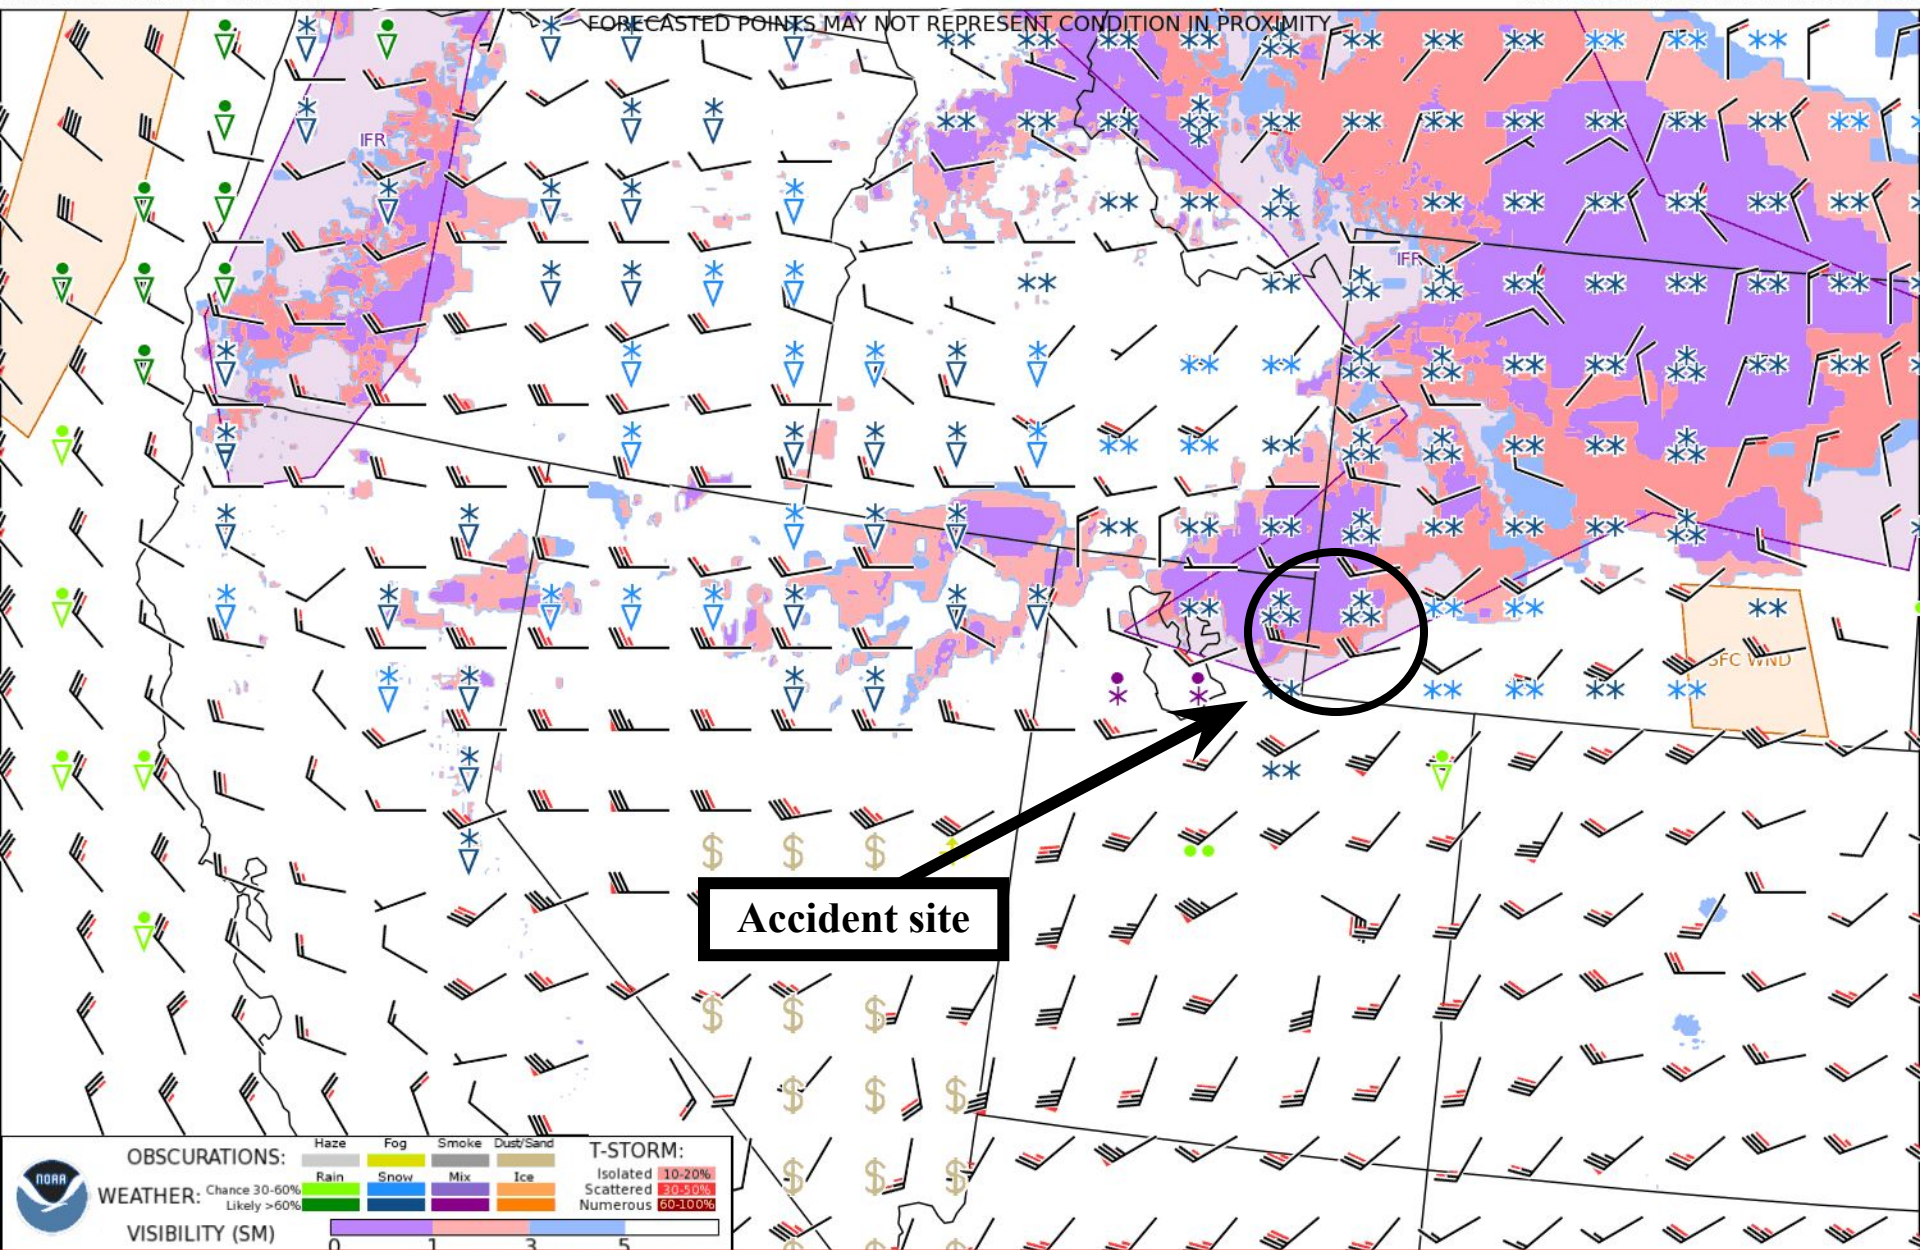 FORECASTED POINTS MAY NOT REPRESENT CONDITION IN PROXIMITY
IFR
IFR
SFC WND
Accident site
OBSCURATIONS:
Haze
Fog
Smoke
Dust/Sand
T-STORM:
WEATHER:
Chance 30-60%
Likely >60%
Rain
Snow
Mix
Ice
Isolated 10-20%
Scattered 30-50%
Numerous 60-100%
NOAA
VISIBILITY (SM)
0 1 3 5